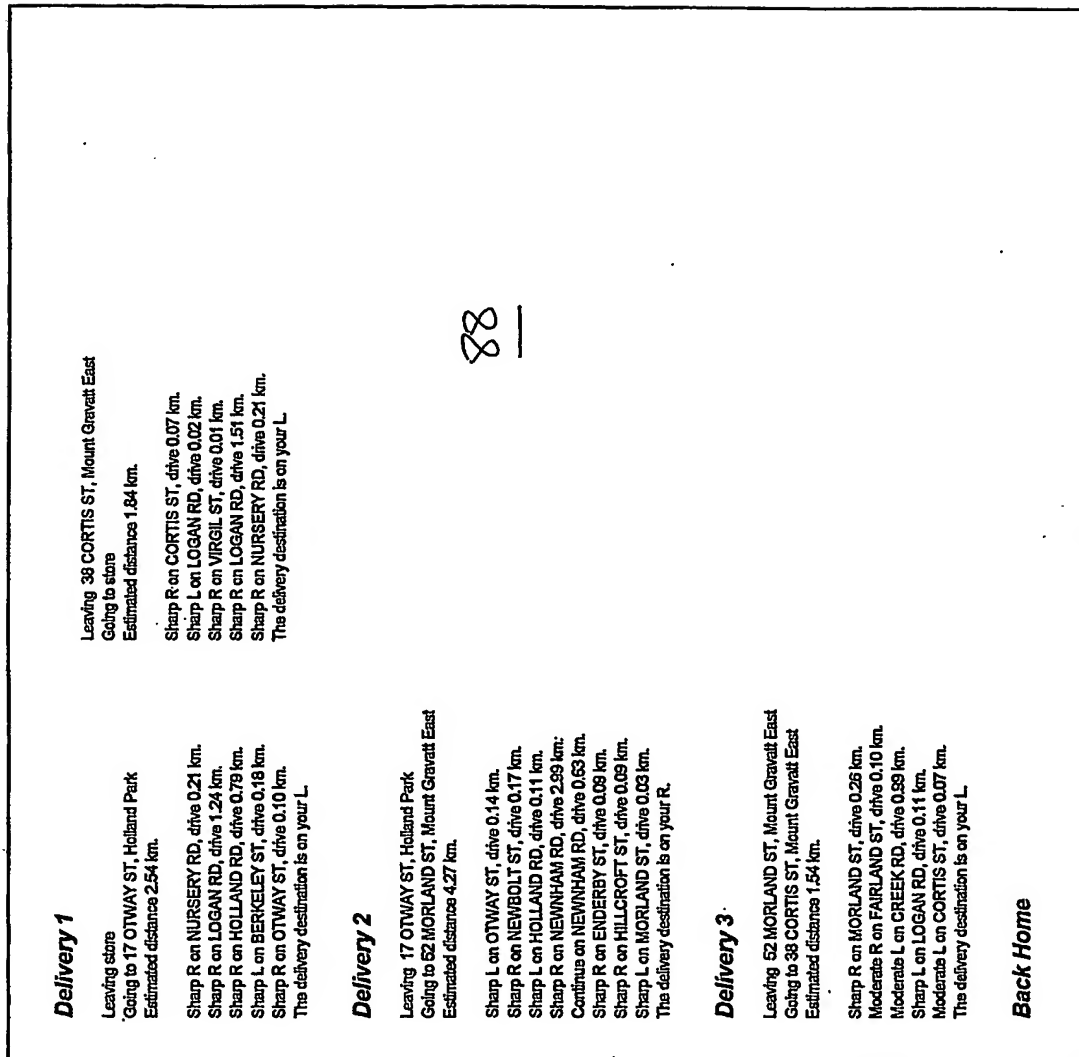 Delivery 1
Leaving store
Going to 17 OTWAY ST, Holland Park
Estimated distance 2.54 km.
Sharp R on NURSERY RD, drive 0.21 km.
Sharp R on LOGAN RD, drive 1.24 km.
Sharp R on HOLLAND RD, drive 0.79 km.
Sharp L on BERKELEY ST, drive 0.18 km.
Sharp R on OTWAY ST, drive 0.10 km.
The delivery destination is on your L.
Delivery 2
Leaving 17 OTWAY ST, Holland Park
Going to 52 MORLAND ST, Mount Gravatt East
Estimated distance 4.27 km.
Sharp L on OTWAY ST, drive 0.14 km.
Sharp R on NEWBOLT ST, drive 0.17 km.
Sharp L on HOLLAND RD, drive 0.11 km.
Sharp R on NEWNHAM RD, drive 2.99 km:
Continue on NEWNHAM RD, drive 0.63 km.
Sharp R on ENDERBY ST, drive 0.09 km.
Sharp R on HILLCROFT ST, drive 0.09 km.
Sharp L on MORLAND ST, drive 0.03 km.
The delivery destination is on your R.
Delivery 3
Leaving 52 MORLAND ST, Mount Gravatt East
Going to 38 CORTIS ST, Mount Gravatt East
Estimated distance 1.54 km.
Sharp R on MORLAND ST, drive 0.26 km.
Moderate R on FAIRLAND ST, drive 0.10 km.
Moderate L on CREEK RD, drive 0.99 km.
Sharp L on LOGAN RD, drive 0.11 km.
Moderate L on CORTIS ST, drive 0.07 km.
The delivery destination is on your L.
Back Home
Leaving 38 CORTIS ST, Mount Gravatt East
Going to store
Estimated distance 1.84 km.
Sharp R on CORTIS ST, drive 0.07 km.
Sharp L on LOGAN RD, drive 0.02 km.
Sharp R on VIRGIL ST, drive 0.01 km.
Sharp R on LOGAN RD, drive 1.51 km.
Sharp R on NURSERY RD, drive 0.21 km.
The delivery destination is on your L.
88